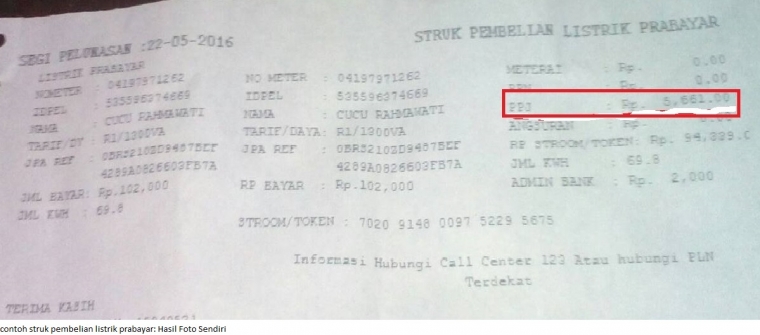 STRUK PEMBELIAN LISTRIK PRABAYAR
SEGI PELUNASAN :22-05-2016
LISTRIK PRABAYAR
NOMETER : 04197971262
IDPEL : 535596374669
NAMA : CUCU RAHMAWATI
TARIF/DY : R1/1300VA
JPA REF : 0BR5210SD94875EF
4289A0826603FB7A
JML BAYAR: Rp.102,000
JML KWH : 69.8
NO METER : 04197971262
IDPEL : 535596374669
NAMA : CUCU RAHMAWATI
TARIF/DAYA: R1/1300VA
JPA REF :
4289A0826603FB7A
RP BAYAR : Rp.102,000
METERAI : Rp. 0.00
PPN : Rp. 0.00
PPJ : Rp. 5,661.00
ANGSURAN : Rp. 0.00
RP STROOM/TOKEN: Rp.
JML KWH : 69.8
ADMIN BANK : Rp. 2,000
STROOM/TOKEN : 7020 9148 0097 5229 5675
Informasi Hubungi Call Center 123 Atau hubungi PLN
Terdekat
TERIMA KASIH
contoh struk pembelian listrik prabayar: Hasil Foto Sendiri